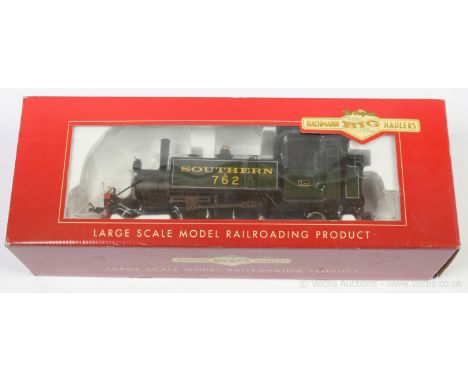 BACHMANN BIG HAULERS
SOUTHERN
762
LARGE SCALE MODEL RAILROADING PRODUCT
LARGE SCALE MODEL RAILROADING PRODUCT
© Vectis Auctions - www.vectis.co.uk